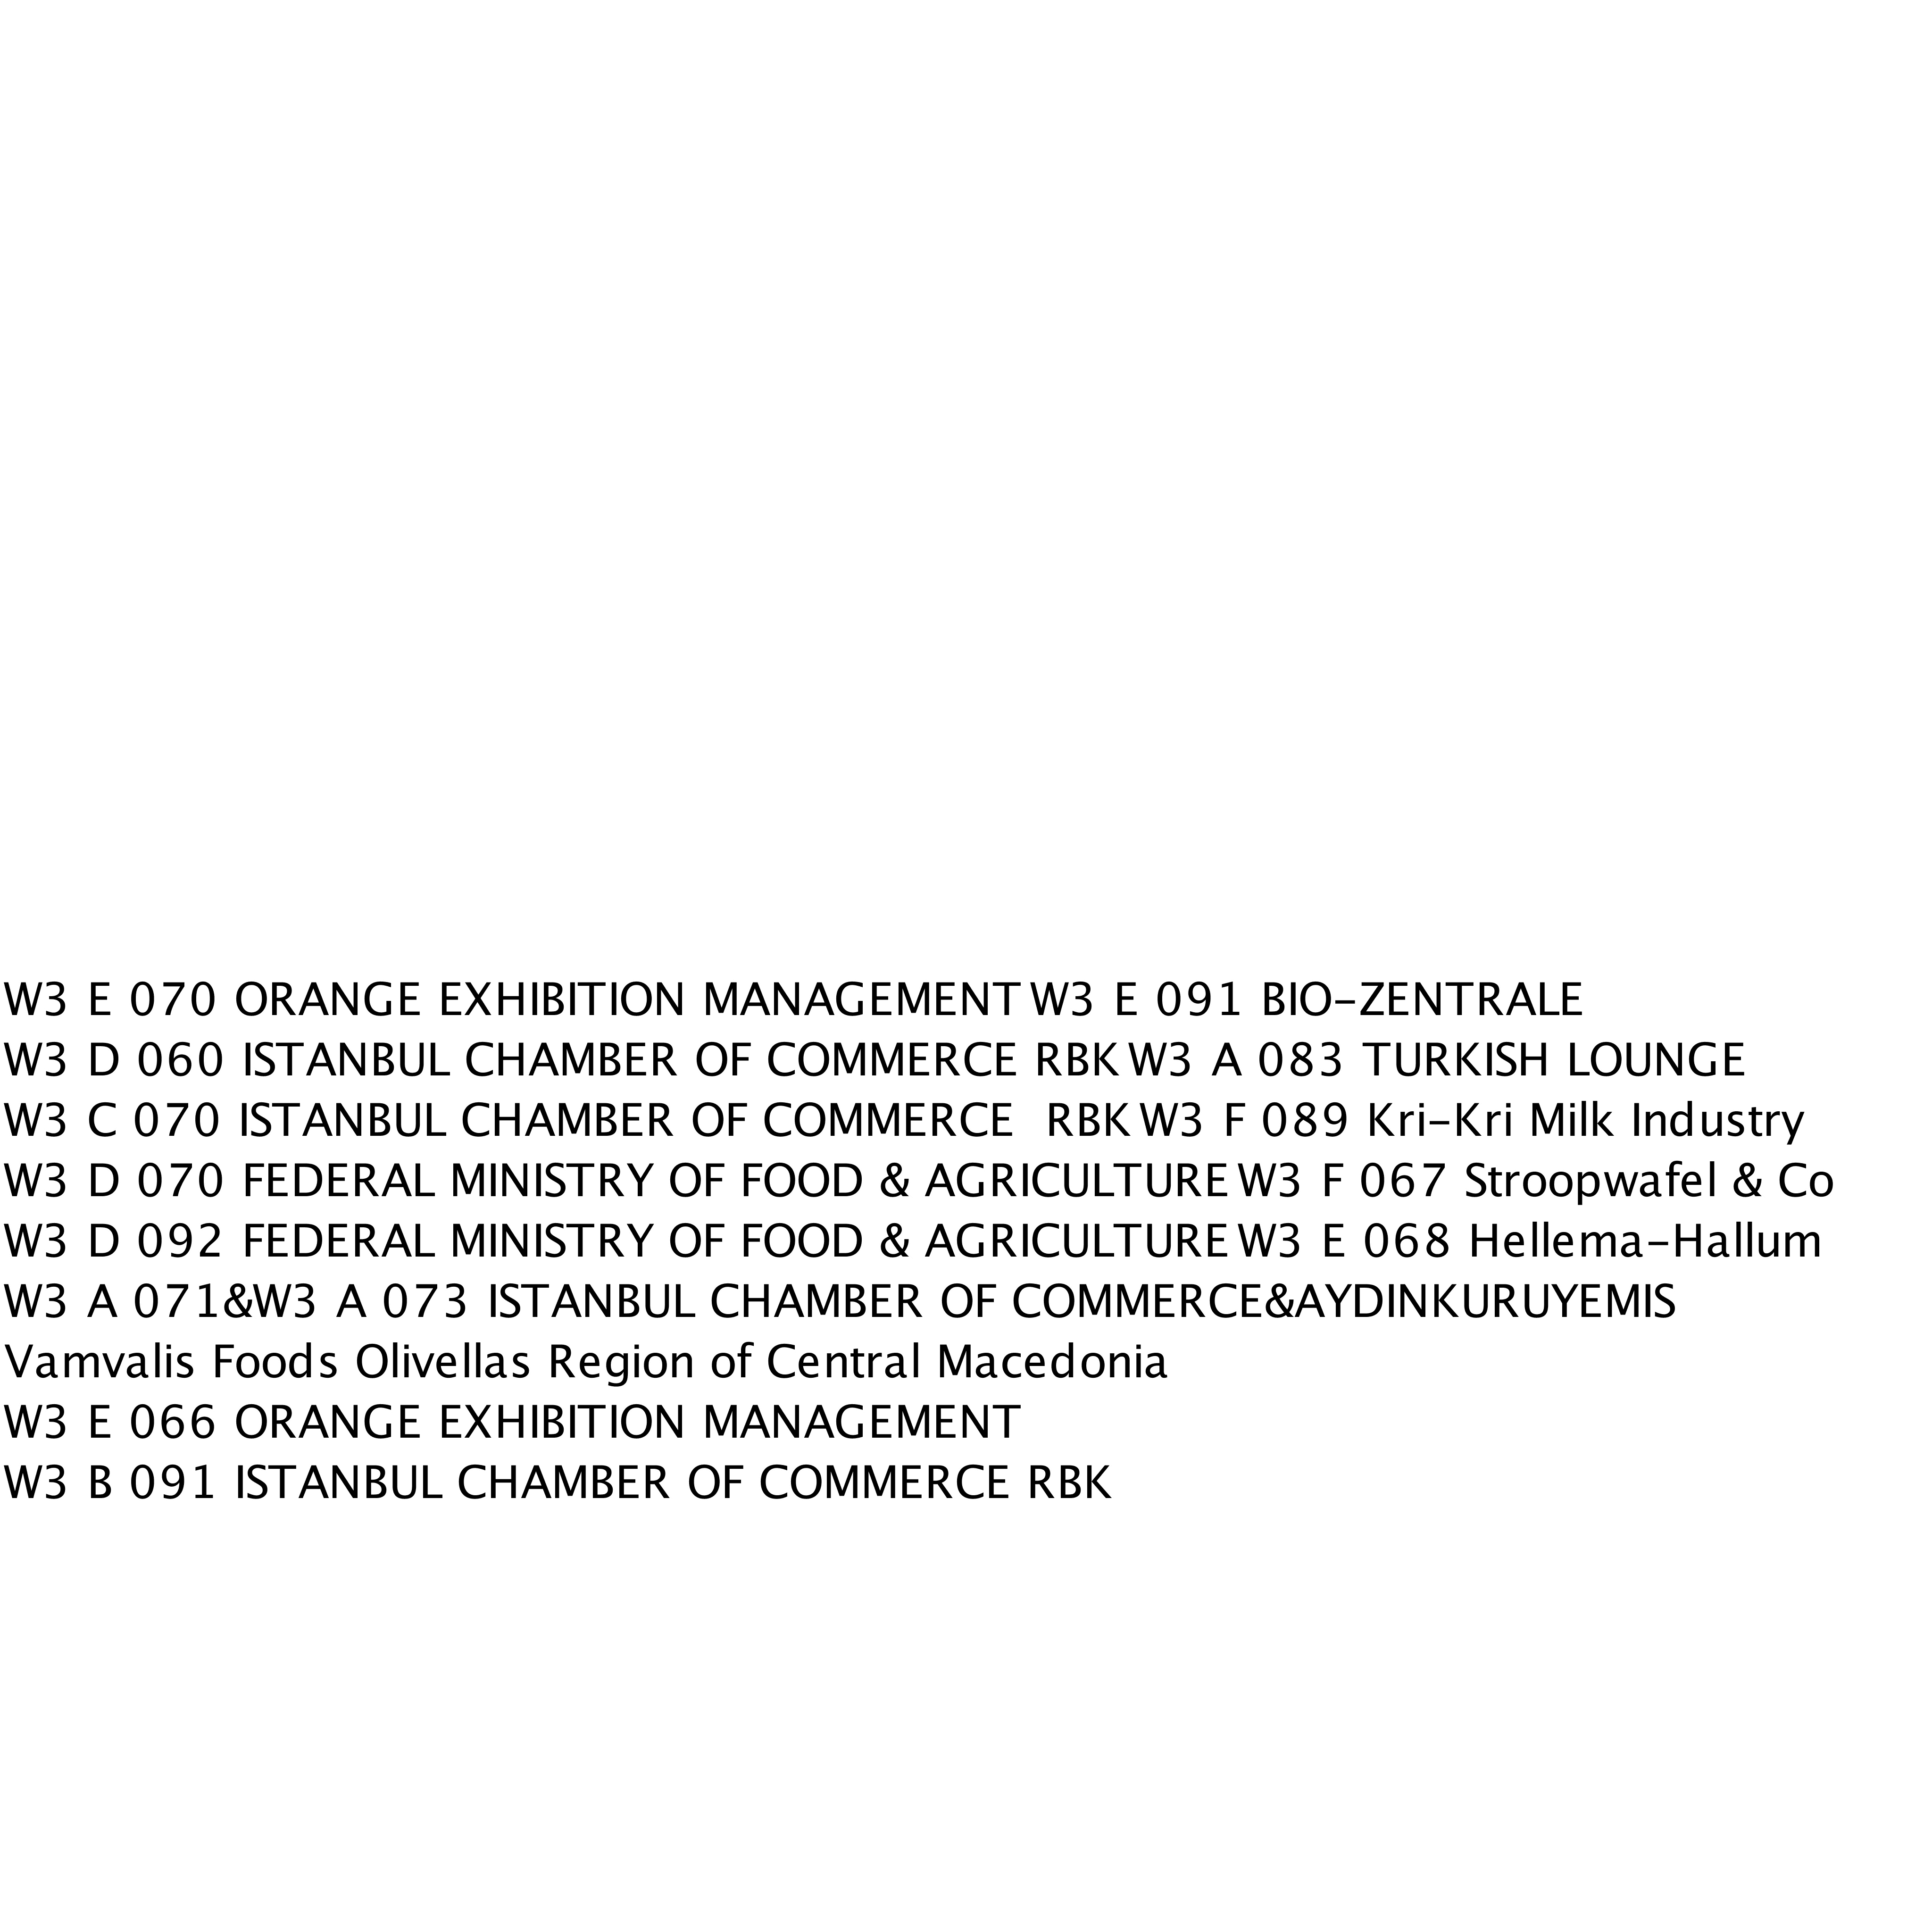 W3 E 070 ORANGE EXHIBITION MANAGEMENT W3 E 091 BIO-ZENTRALE
W3 D 060 ISTANBUL CHAMBER OF COMMERCE RBK W3 A 083 TURKISH LOUNGE
W3 C 070 ISTANBUL CHAMBER OF COMMERCE RBK W3 F 089 Kri-Kri Milk Industry
W3 D 070 FEDERAL MINISTRY OF FOOD & AGRICULTURE W3 F 067 Stroopwafel & Co
W3 D 092 FEDERAL MINISTRY OF FOOD & AGRICULTURE W3 E 068 Hellema-Hallum
W3 A 071&W3 A 073 ISTANBUL CHAMBER OF COMMERCE&AYDINKURUYEMIS
Vamvalis Foods Olivellas Region of Central Macedonia
W3 E 066 ORANGE EXHIBITION MANAGEMENT
W3 B 091 ISTANBUL CHAMBER OF COMMERCE RBK